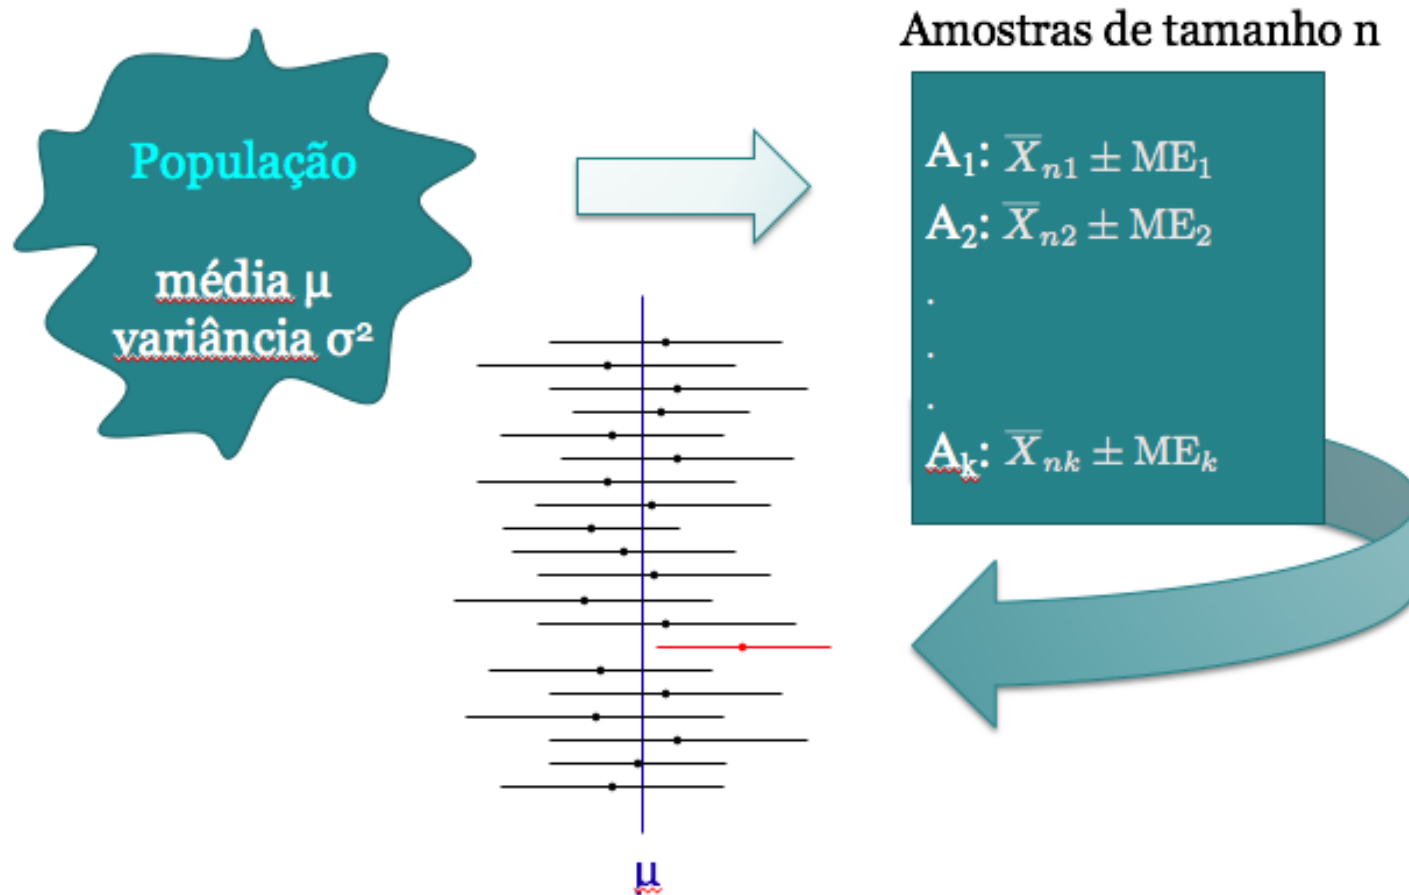 Amostras de tamanho n
População
média μ
variância σ²
A₁: X̅ₙ₁ ± ME₁
A₂: X̅ₙ₂ ± ME₂
.
.
.
Aₖ: X̅ₙₖ ± MEₖ
μ